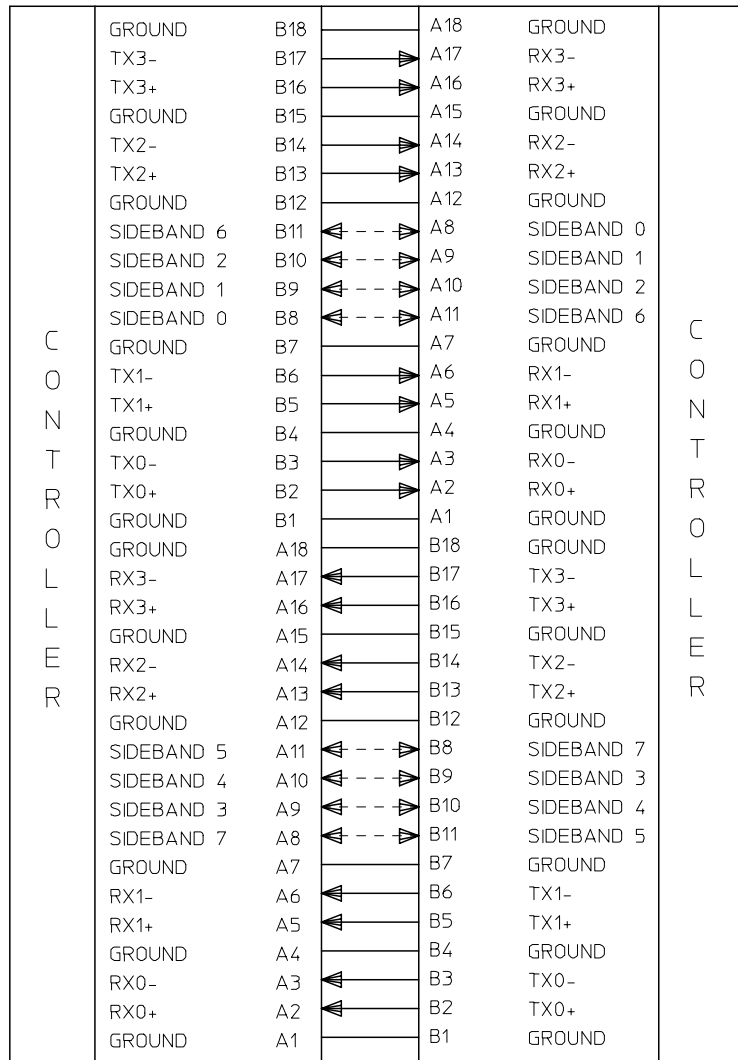 GROUND B18 A18 GROUND
TX3- B17 A17 RX3-
TX3+ B16 A16 RX3+
GROUND B15 A15 GROUND
TX2- B14 A14 RX2-
TX2+ B13 A13 RX2+
GROUND B12 A12 GROUND
SIDEBAND 6 B11 A8 SIDEBAND 0
SIDEBAND 2 B10 A9 SIDEBAND 1
SIDEBAND 1 B9 A10 SIDEBAND 2
SIDEBAND 0 B8 A11 SIDEBAND 6
GROUND B7 A7 GROUND
TX1- B6 A6 RX1-
TX1+ B5 A5 RX1+
GROUND B4 A4 GROUND
TX0- B3 A3 RX0-
TX0+ B2 A2 RX0+
GROUND B1 A1 GROUND
GROUND A18 B18 GROUND
RX3- A17 B17 TX3-
RX3+ A16 B16 TX3+
GROUND A15 B15 GROUND
RX2- A14 B14 TX2-
RX2+ A13 B13 TX2+
GROUND A12 B12 GROUND
SIDEBAND 5 A11 B8 SIDEBAND 7
SIDEBAND 4 A10 B9 SIDEBAND 3
SIDEBAND 3 A9 B10 SIDEBAND 4
SIDEBAND 7 A8 B11 SIDEBAND 5
GROUND A7 B7 GROUND
RX1- A6 B6 TX1-
RX1+ A5 B5 TX1+
GROUND A4 B4 GROUND
RX0- A3 B3 TX0-
RX0+ A2 B2 TX0+
GROUND A1 B1 GROUND
CONTROLLER
CONTROLLER